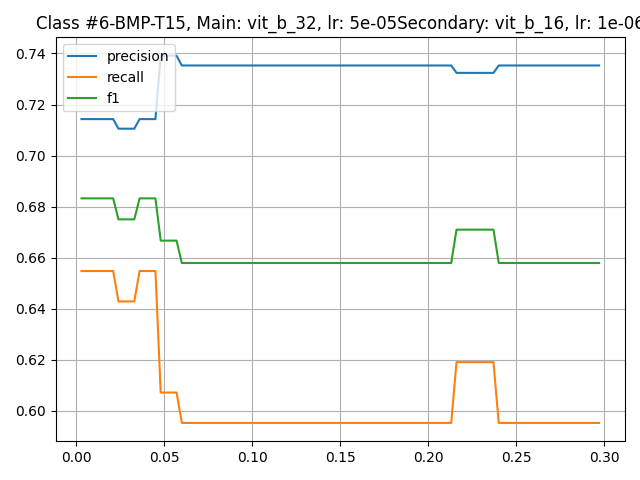 Class #6-BMP-T15, Main: vit_b_32, lr: 5e-05Secondary: vit_b_16, lr: 1e-06
precision
recall
f1
0.74
0.72
0.70
0.68
0.66
0.64
0.62
0.60
0.00 0.05 0.10 0.15 0.20 0.25 0.30